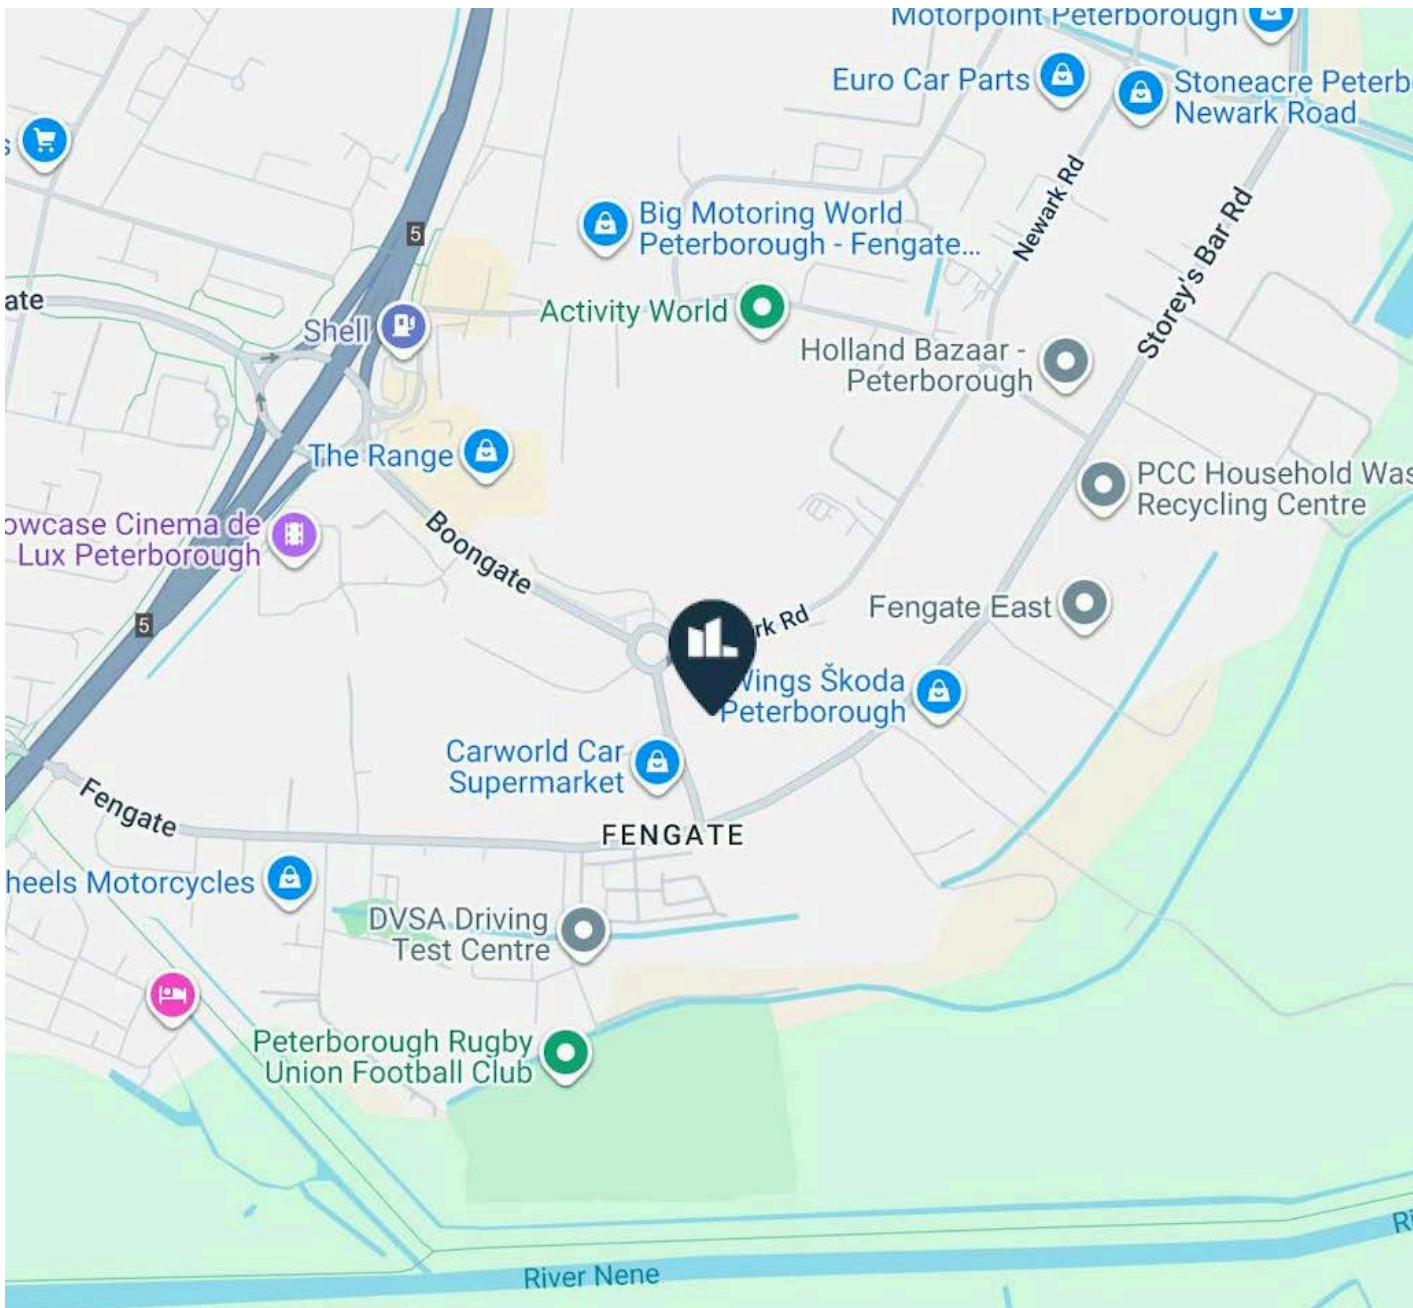 Motorpoint Peterborough
Euro Car Parts
Stoneacre Peterb
Newark Road
s
Newark Rd
Storey's Bar Rd
Big Motoring World
Peterborough - Fengate...
5
ate
Activity World
Shell
Holland Bazaar -
Peterborough
The Range
PCC Household Was
Recycling Centre
owcase Cinema de
Lux Peterborough
Boongate
5
rk Rd
Fengate East
Wings Škoda
Peterborough
Carworld Car
Supermarket
Fengate
FENGATE
heels Motorcycles
DVSA Driving
Test Centre
Peterborough Rugby
Union Football Club
Ri
River Nene